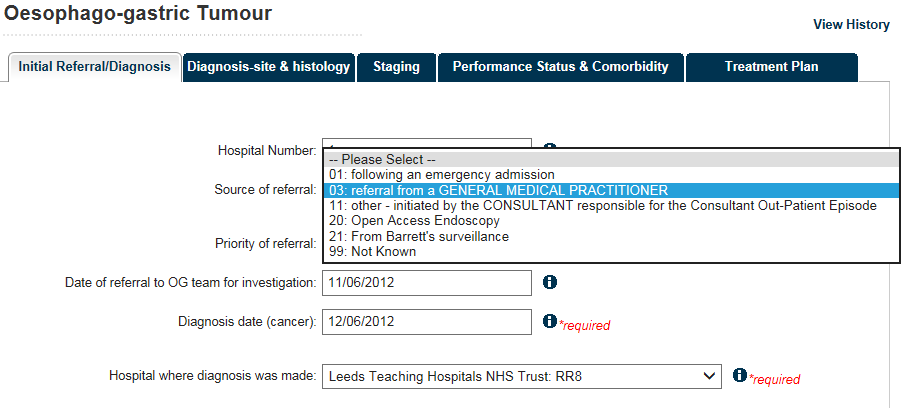 Oesophago-gastric Tumour
View History
Initial Referral/Diagnosis
Diagnosis-site & histology
Staging
Performance Status & Comorbidity
Treatment Plan
Hospital Number:
-- Please Select --
01: following an emergency admission
Source of referral:
03: referral from a GENERAL MEDICAL PRACTITIONER
11: other - initiated by the CONSULTANT responsible for the Consultant Out-Patient Episode
20: Open Access Endoscopy
21: From Barrett's surveillance
Priority of referral:
99: Not Known
Date of referral to OG team for investigation: 11/06/2012
Diagnosis date (cancer): 12/06/2012 *required
Hospital where diagnosis was made: Leeds Teaching Hospitals NHS Trust: RR8 *required